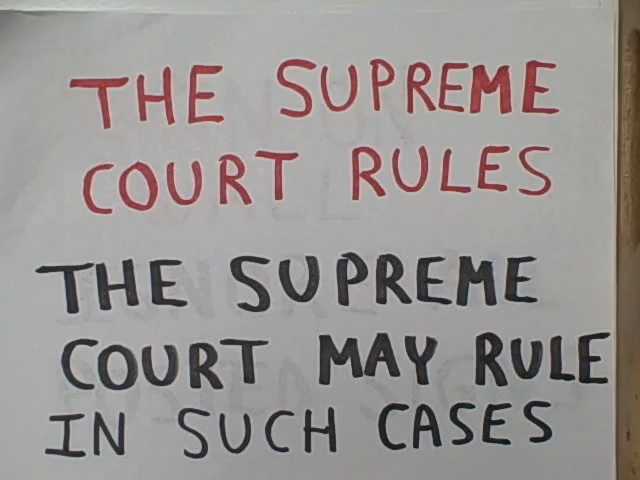 THE SUPREME
COURT RULES
THE SUPREME
COURT MAY RULE
IN SUCH CASES